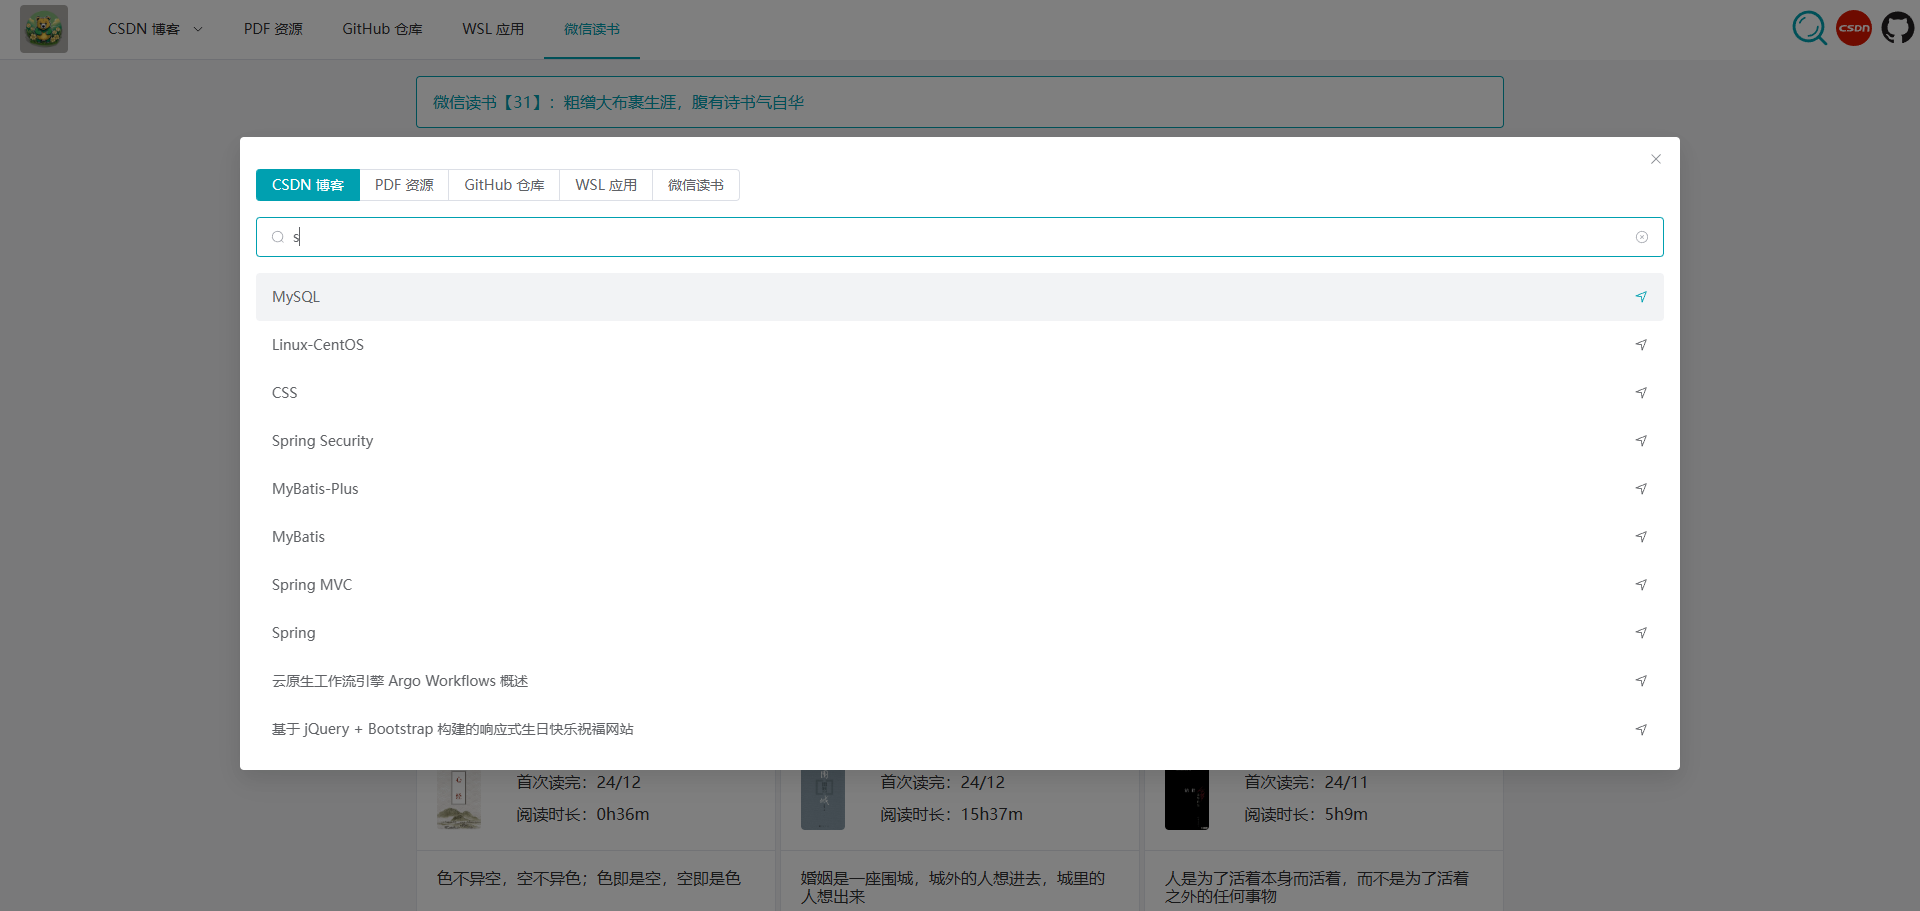 CSDN 博客
PDF 资源
GitHub 仓库
WSL 应用
微信读书
CSDN
微信读书【31】：粗缯大布裹生涯，腹有诗书气自华
CSDN 博客
PDF 资源
GitHub 仓库
WSL 应用
微信读书
s
MySQL
Linux-CentOS
CSS
Spring Security
MyBatis-Plus
MyBatis
Spring MVC
Spring
云原生工作流引擎 Argo Workflows 概述
基于 jQuery + Bootstrap 构建的响应式生日快乐祝福网站
心经
首次读完：24/12
阅读时长：0h36m
围城
首次读完：24/12
阅读时长：15h37m
首次读完：24/11
阅读时长：5h9m
色不异空，空不异色；色即是空，空即是色
婚姻是一座围城，城外的人想进去，城里的
人想出来
人是为了活着本身而活着，而不是为了活着
之外的任何事物